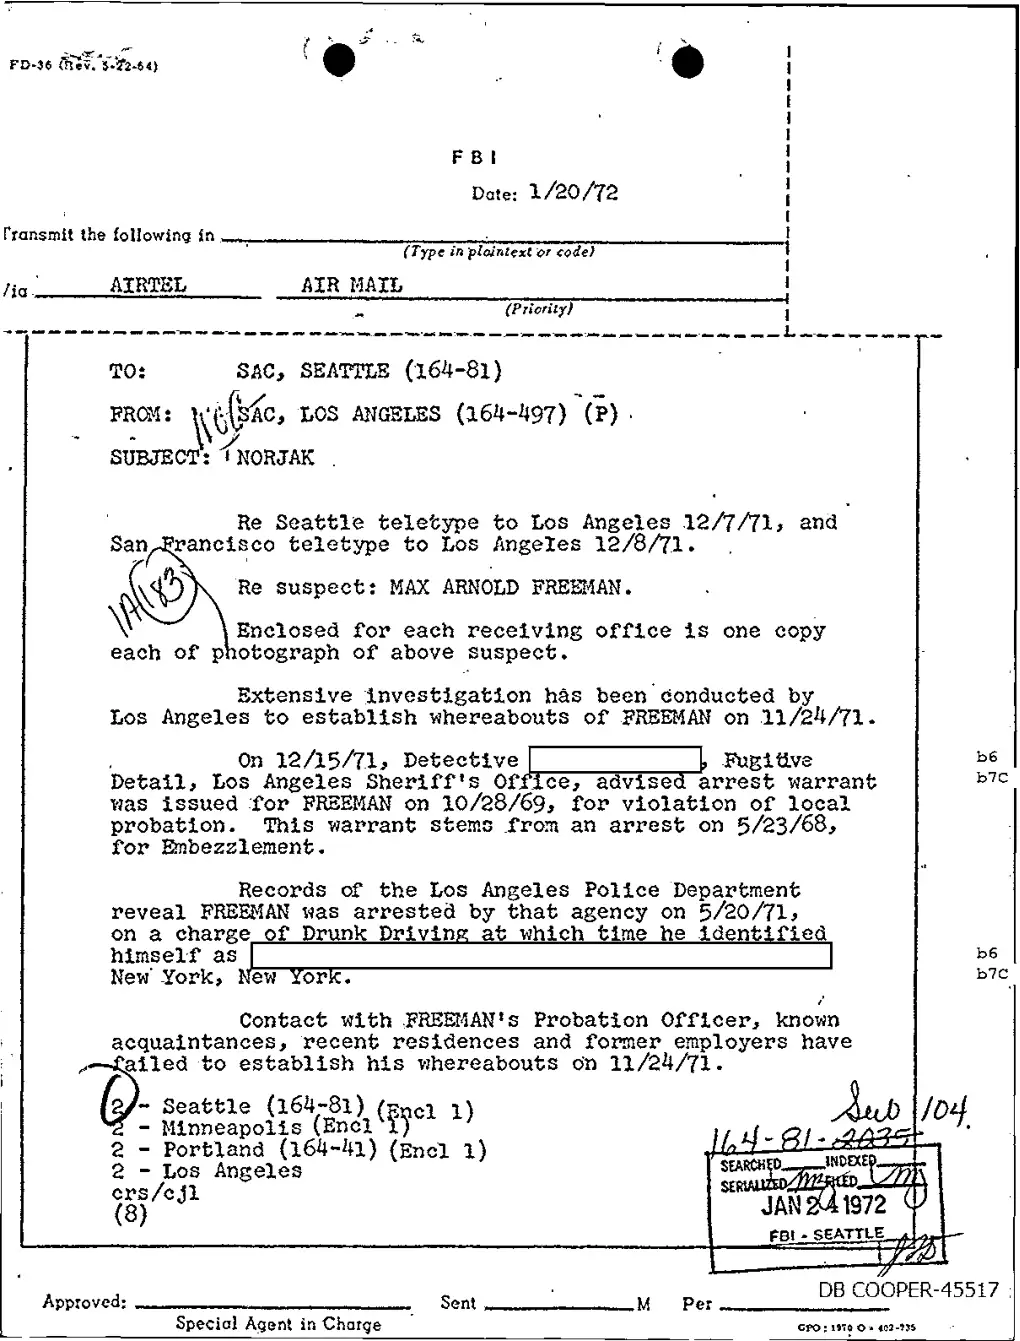 FD-36 (Rev. 5-22-64)
FBI
Date: 1/20/72
Transmit the following in
(Type in plaintext or code)
Via AIRTEL AIR MAIL
(Priority)
TO: SAC, SEATTLE (164-81)
FROM: SAC, LOS ANGELES (164-497) (P)
SUBJECT: NORJAK
Re Seattle teletype to Los Angeles 12/7/71, and
San Francisco teletype to Los Angeles 12/8/71.
1A(183)
Re suspect: MAX ARNOLD FREEMAN.
Enclosed for each receiving office is one copy
each of photograph of above suspect.
Extensive investigation has been conducted by
Los Angeles to establish whereabouts of FREEMAN on 11/24/71.
On 12/15/71, Detective , Fugitive b6
Detail, Los Angeles Sheriff's Office, advised arrest warrant b7C
was issued for FREEMAN on 10/28/69, for violation of local
probation. This warrant stems from an arrest on 5/23/68,
for Embezzlement.
Records of the Los Angeles Police Department
reveal FREEMAN was arrested by that agency on 5/20/71,
on a charge of Drunk Driving at which time he identified
himself as b6
New York, New York. b7C
Contact with FREEMAN's Probation Officer, known
acquaintances, recent residences and former employers have
failed to establish his whereabouts on 11/24/71.
2 - Seattle (164-81) (Encl 1)
2 - Minneapolis (Encl 1)
2 - Portland (164-41) (Encl 1)
2 - Los Angeles
crs/cjl
(8)
Sub 104.
164-81-2035
SEARCHED INDEXED
SERIALIZED FILED
JAN 24 1972
FBI - SEATTLE
DB COOPER-45517
Approved: Sent M Per
Special Agent in Charge
GPO : 1970 O - 402-735